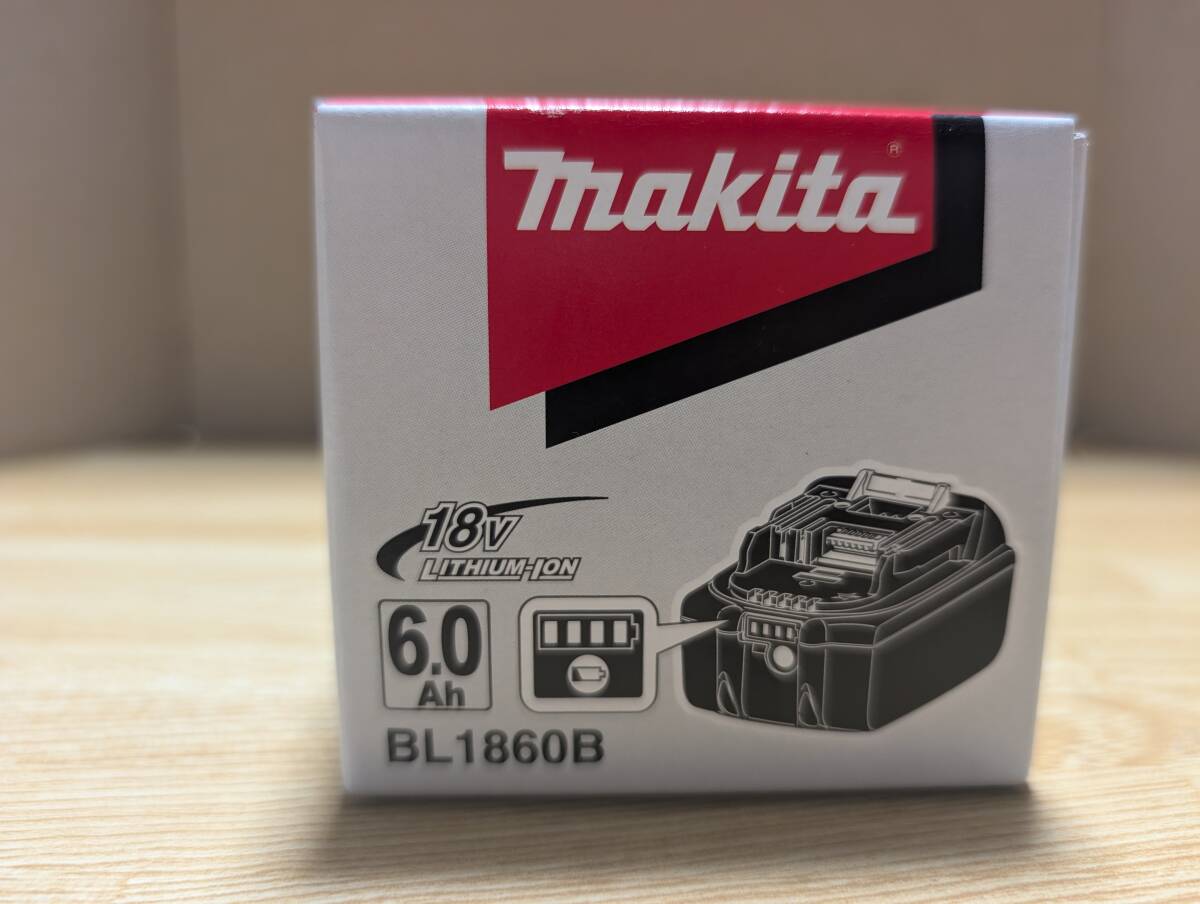 makita®
18V
LITHIUM-ION
6.0
Ah
BL1860B